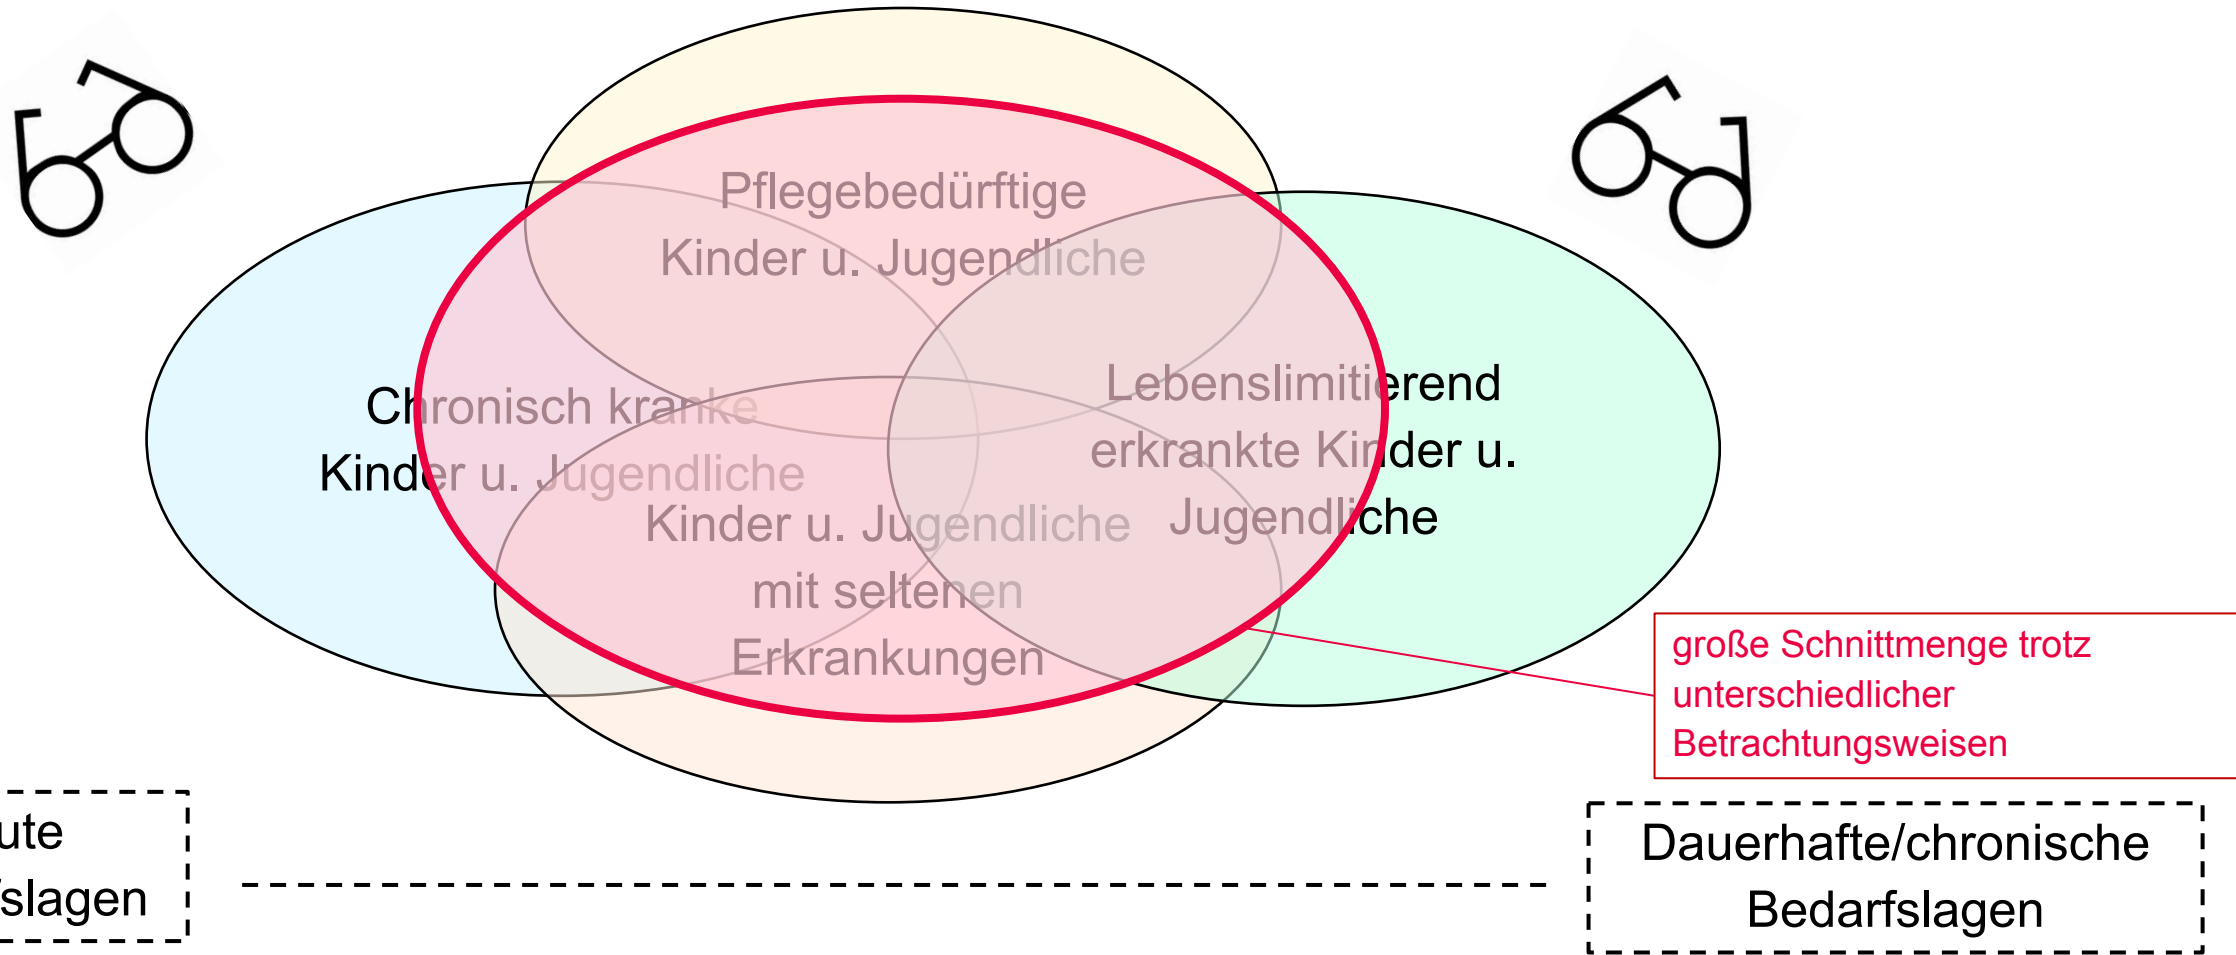 Pflegebedürftige
Kinder u. Jugendliche
Chronisch kranke
Kinder u. Jugendliche
Lebenslimitierend
erkrankte Kinder u.
Jugendliche
Kinder u. Jugendliche
mit seltenen
Erkrankungen
große Schnittmenge trotz
unterschiedlicher
Betrachtungsweisen
ute
slagen
Dauerhafte/chronische
Bedarfslagen